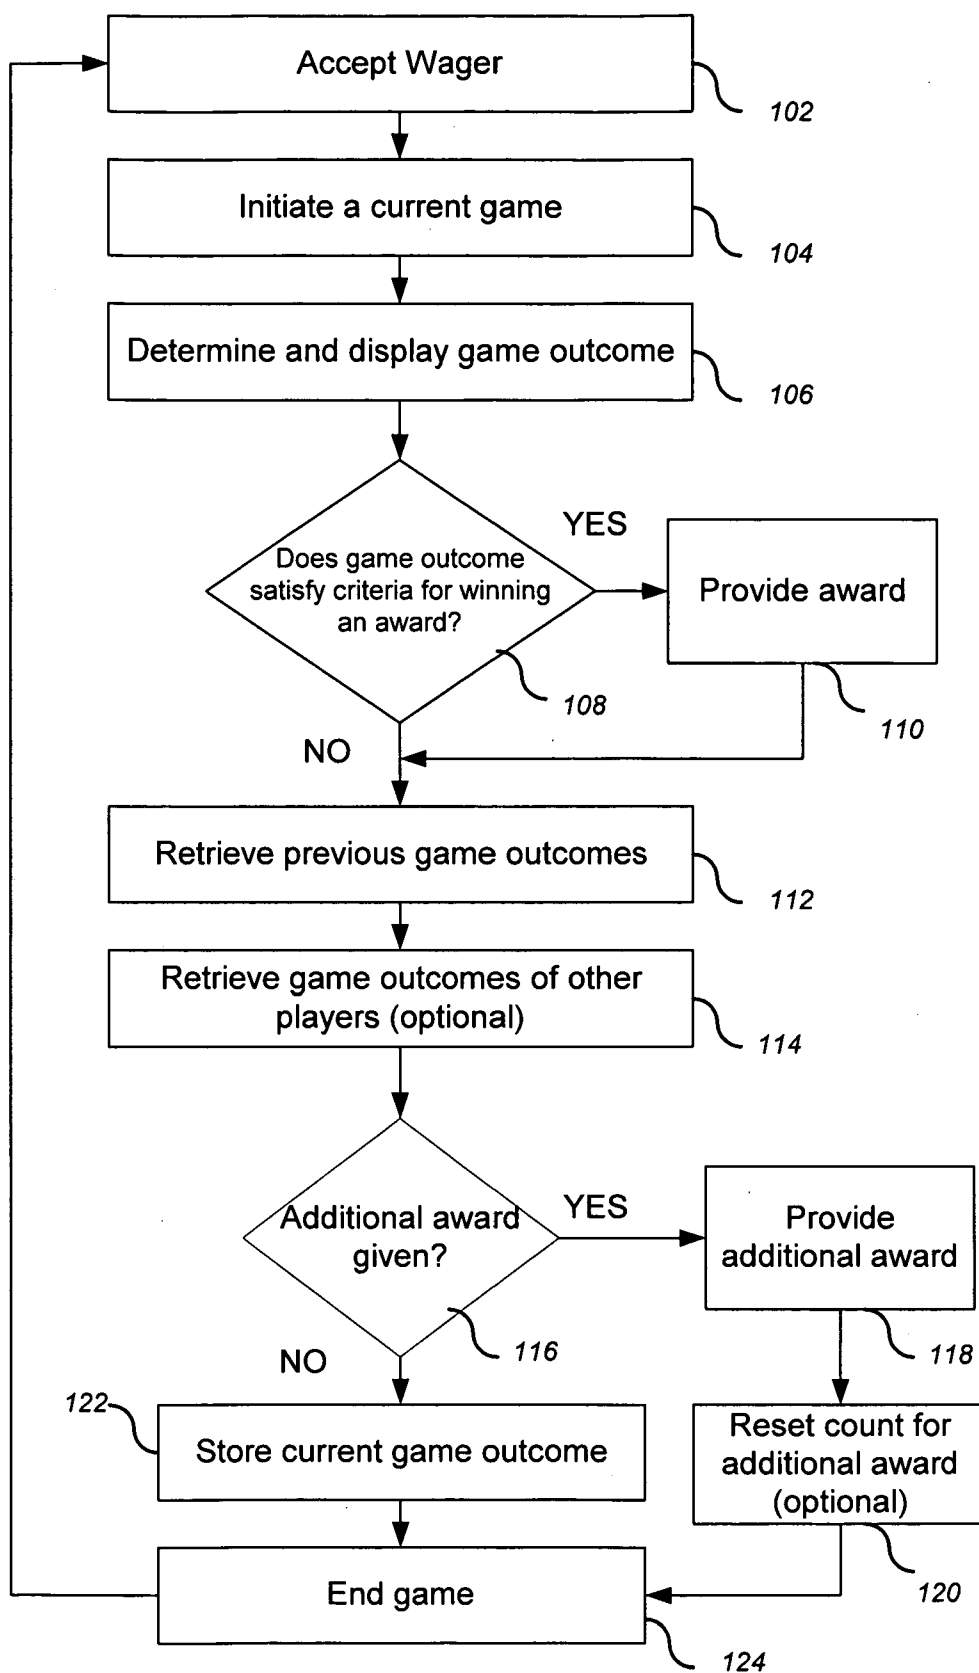 Accept Wager
102
Initiate a current game
104
Determine and display game outcome
106
Does game outcome
satisfy criteria for winning
an award?
108
YES
Provide award
110
NO
Retrieve previous game outcomes
112
Retrieve game outcomes of other
players (optional)
114
Additional award
given?
116
YES
Provide
additional award
118
NO
122
Store current game outcome
Reset count for
additional award
(optional)
120
End game
124